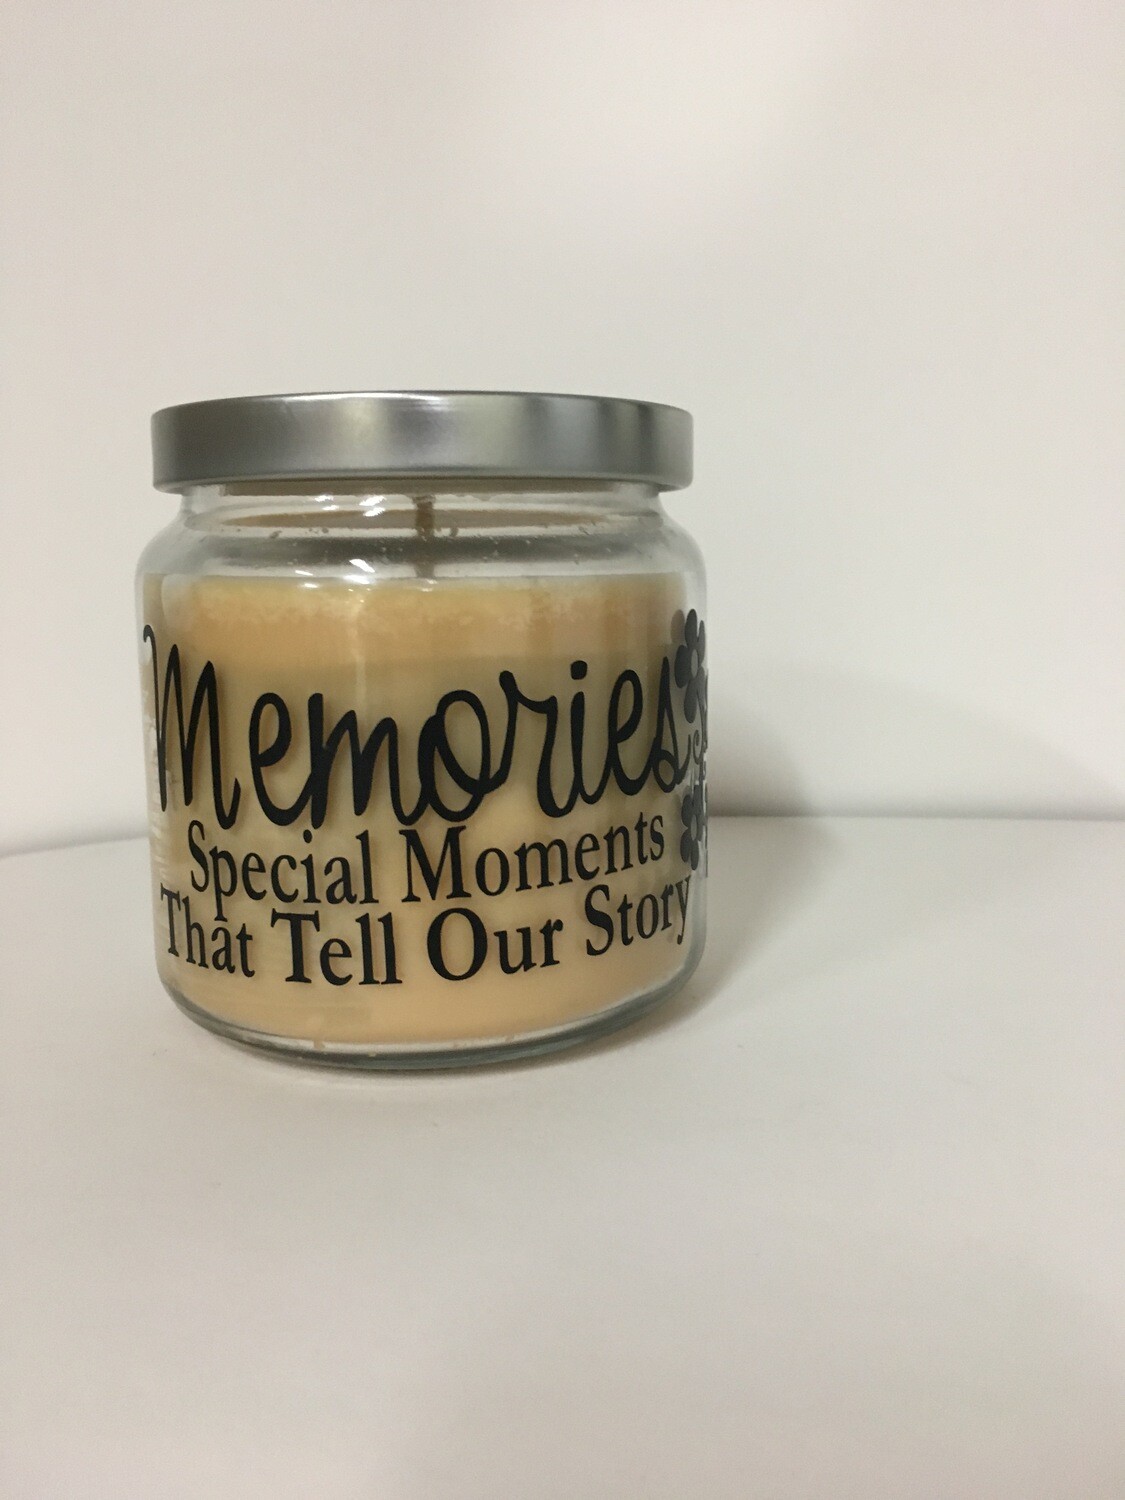 Memories
Special Moments
That Tell Our Story